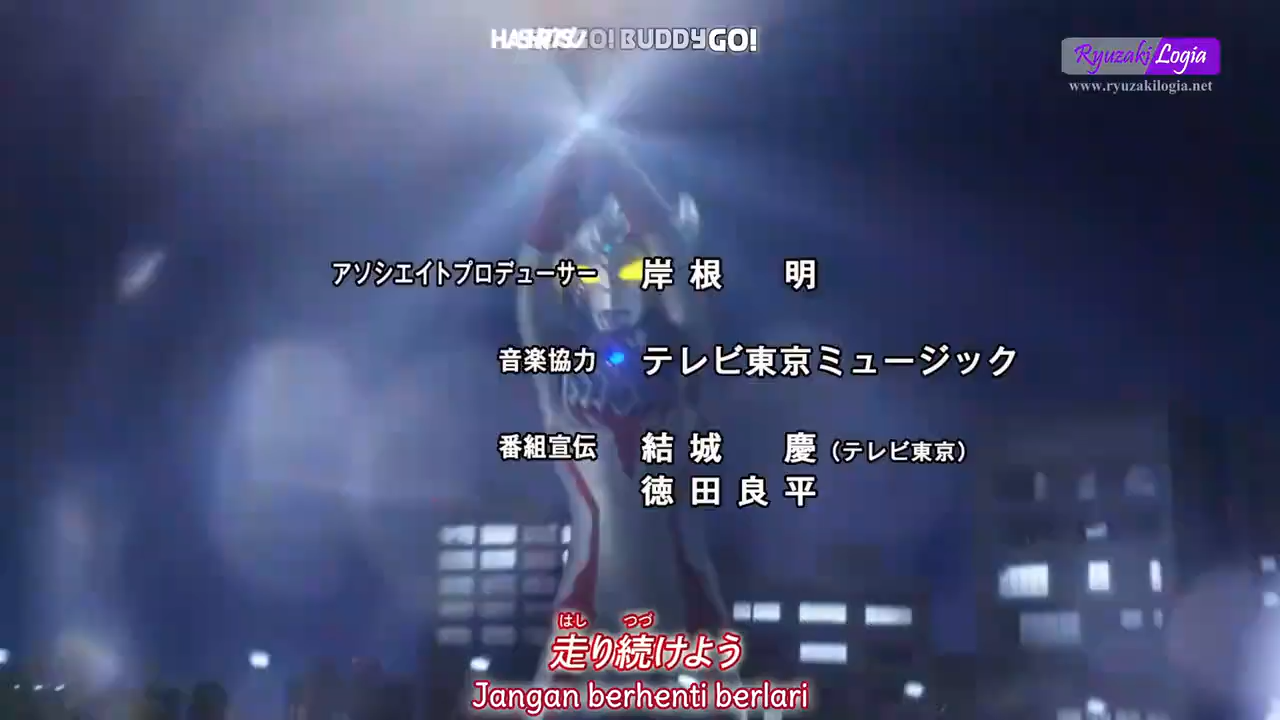 GO! BUDDY GO!
Ryuzaki Logia
www.ryuzakilogia.net
アソシエイトプロデューサー 岸根 明
音楽協力 テレビ東京ミュージック
番組宣伝 結城 慶（テレビ東京）
徳田良平
はし つづ
走り続けよう
Jangan berhenti berlari